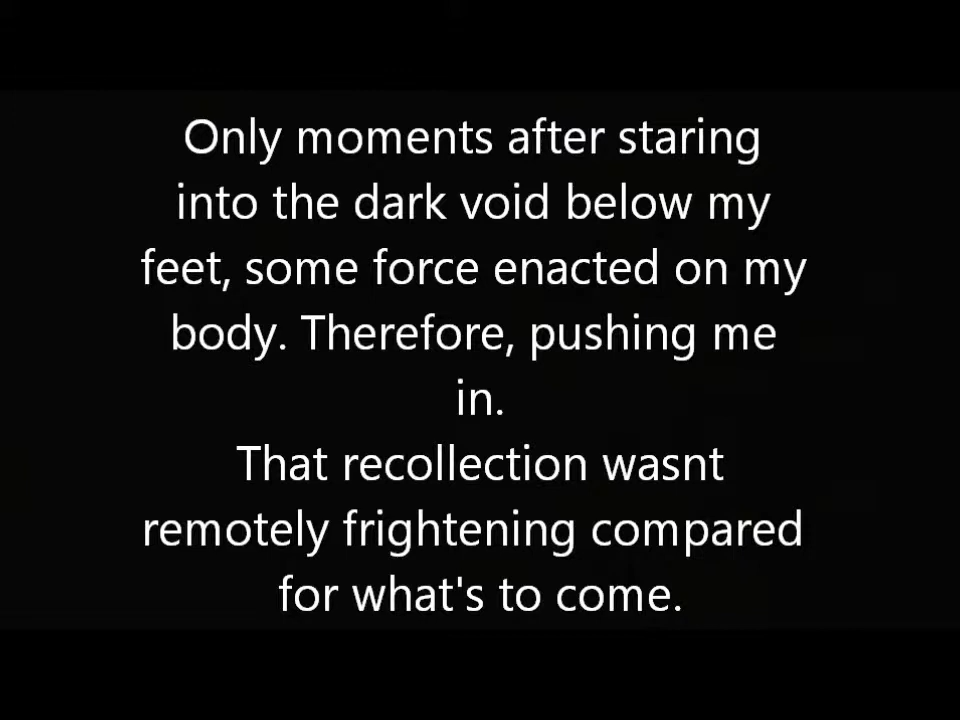 Only moments after staring
into the dark void below my
feet, some force enacted on my
body. Therefore, pushing me
in.
That recollection wasnt
remotely frightening compared
for what's to come.